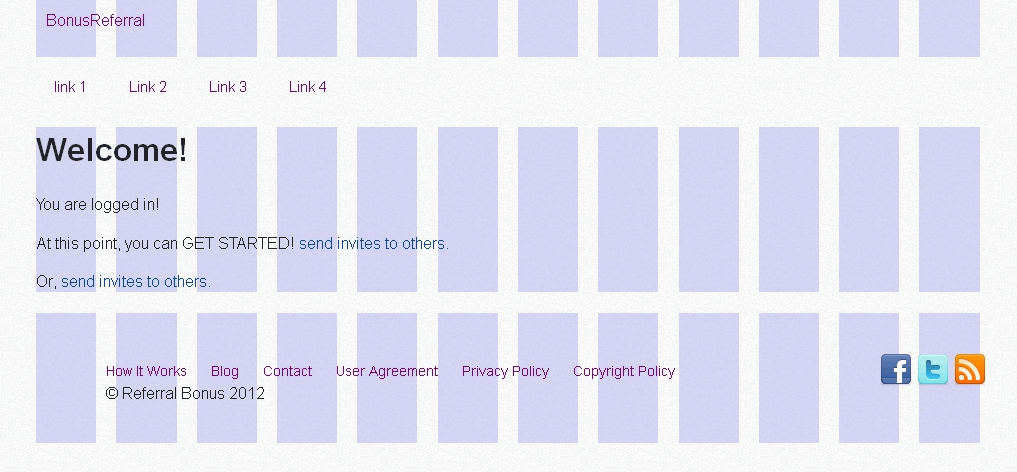 BonusReferral
link 1 Link 2 Link 3 Link 4
Welcome!
You are logged in!
At this point, you can GET STARTED! send invites to others.
Or, send invites to others.
How It Works Blog Contact User Agreement Privacy Policy Copyright Policy
© Referral Bonus 2012